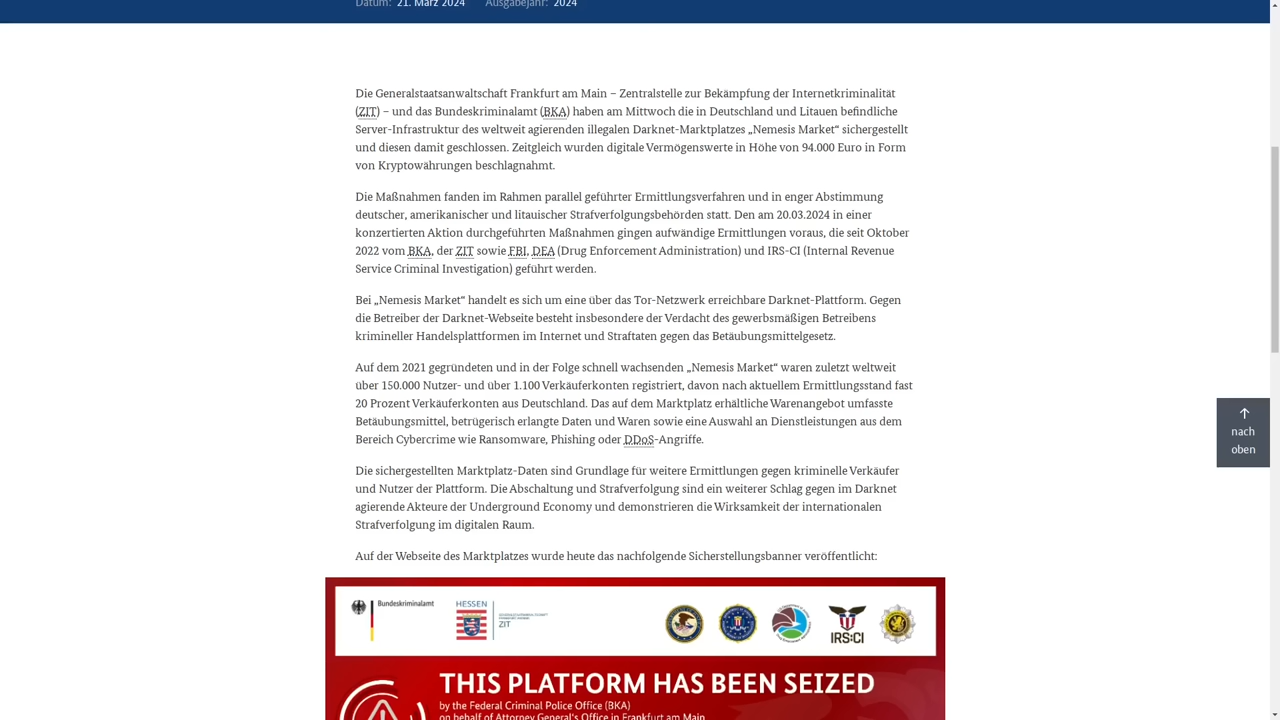 Datum: 21. März 2024 Ausgabejahr: 2024
Die Generalstaatsanwaltschaft Frankfurt am Main – Zentralstelle zur Bekämpfung der Internetkriminalität
(ZIT) – und das Bundeskriminalamt (BKA) haben am Mittwoch die in Deutschland und Litauen befindliche
Server-Infrastruktur des weltweit agierenden illegalen Darknet-Marktplatzes „Nemesis Market“ sichergestellt
und diesen damit geschlossen. Zeitgleich wurden digitale Vermögenswerte in Höhe von 94.000 Euro in Form
von Kryptowährungen beschlagnahmt.
Die Maßnahmen fanden im Rahmen parallel geführter Ermittlungsverfahren und in enger Abstimmung
deutscher, amerikanischer und litauischer Strafverfolgungsbehörden statt. Den am 20.03.2024 in einer
konzertierten Aktion durchgeführten Maßnahmen gingen aufwändige Ermittlungen voraus, die seit Oktober
2022 vom BKA, der ZIT sowie FBI, DEA (Drug Enforcement Administration) und IRS-CI (Internal Revenue
Service Criminal Investigation) geführt werden.
Bei „Nemesis Market“ handelt es sich um eine über das Tor-Netzwerk erreichbare Darknet-Plattform. Gegen
die Betreiber der Darknet-Webseite besteht insbesondere der Verdacht des gewerbsmäßigen Betreibens
krimineller Handelsplattformen im Internet und Straftaten gegen das Betäubungsmittelgesetz.
Auf dem 2021 gegründeten und in der Folge schnell wachsenden „Nemesis Market“ waren zuletzt weltweit
über 150.000 Nutzer- und über 1.100 Verkäuferkonten registriert, davon nach aktuellem Ermittlungsstand fast
20 Prozent Verkäuferkonten aus Deutschland. Das auf dem Marktplatz erhältliche Warenangebot umfasste
Betäubungsmittel, betrügerisch erlangte Daten und Waren sowie eine Auswahl an Dienstleistungen aus dem
Bereich Cybercrime wie Ransomware, Phishing oder DDoS-Angriffe.
nach
oben
Die sichergestellten Marktplatz-Daten sind Grundlage für weitere Ermittlungen gegen kriminelle Verkäufer
und Nutzer der Plattform. Die Abschaltung und Strafverfolgung sind ein weiterer Schlag gegen im Darknet
agierende Akteure der Underground Economy und demonstrieren die Wirksamkeit der internationalen
Strafverfolgung im digitalen Raum.
Auf der Webseite des Marktplatzes wurde heute das nachfolgende Sicherstellungsbanner veröffentlicht:
Bundeskriminalamt
HESSEN
ZIT
IRS:CI
THIS PLATFORM HAS BEEN SEIZED
by the Federal Criminal Police Office (BKA)
on behalf of Attorney General's Office in Frankfurt am Main